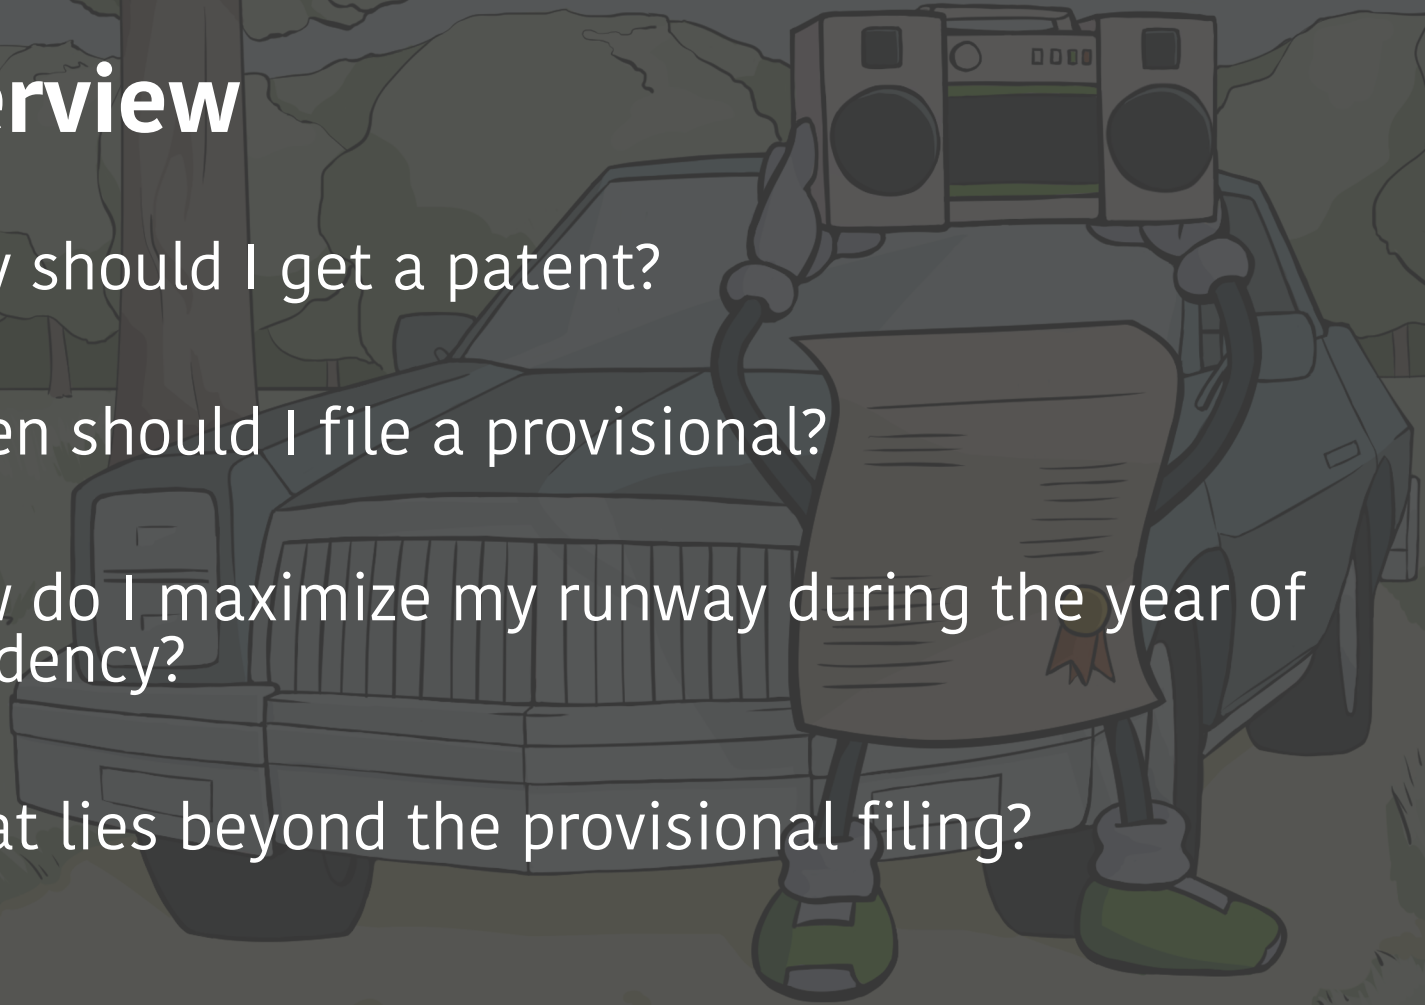 erview
y should I get a patent?
en should I file a provisional?
w do I maximize my runway during the year of
dency?
at lies beyond the provisional filing?